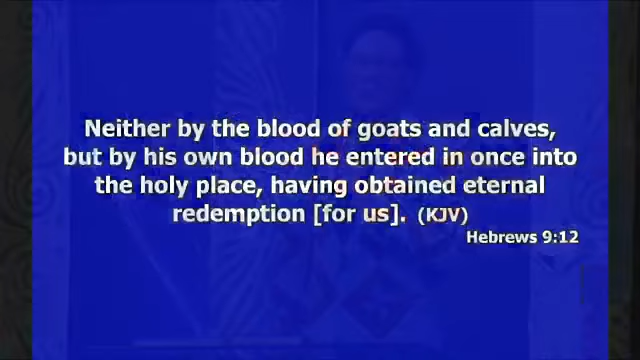 Neither by the blood of goats and calves,
but by his own blood he entered in once into
the holy place, having obtained eternal
redemption [for us]. (KJV)
Hebrews 9:12